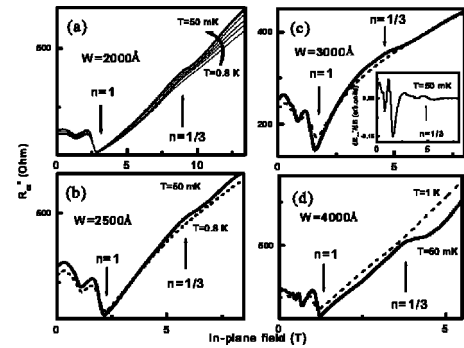 (a)
T=50 mK
W=2000Å
T=0.8 K
n=1
n=1/3
600
0 5 10
(b)
T=50 mK
W=2500Å
T=0.8 K
n=1
n=1/3
600
0 5
(c)
n=1/3
W=3000Å
n=1
T=50 mK
n=1/3
400
200
0 5
(d)
T=1 K
W=4000Å
n=1
n=1/3
T=50 mK
600
0 5
(Ohm)
In-plane field (T)